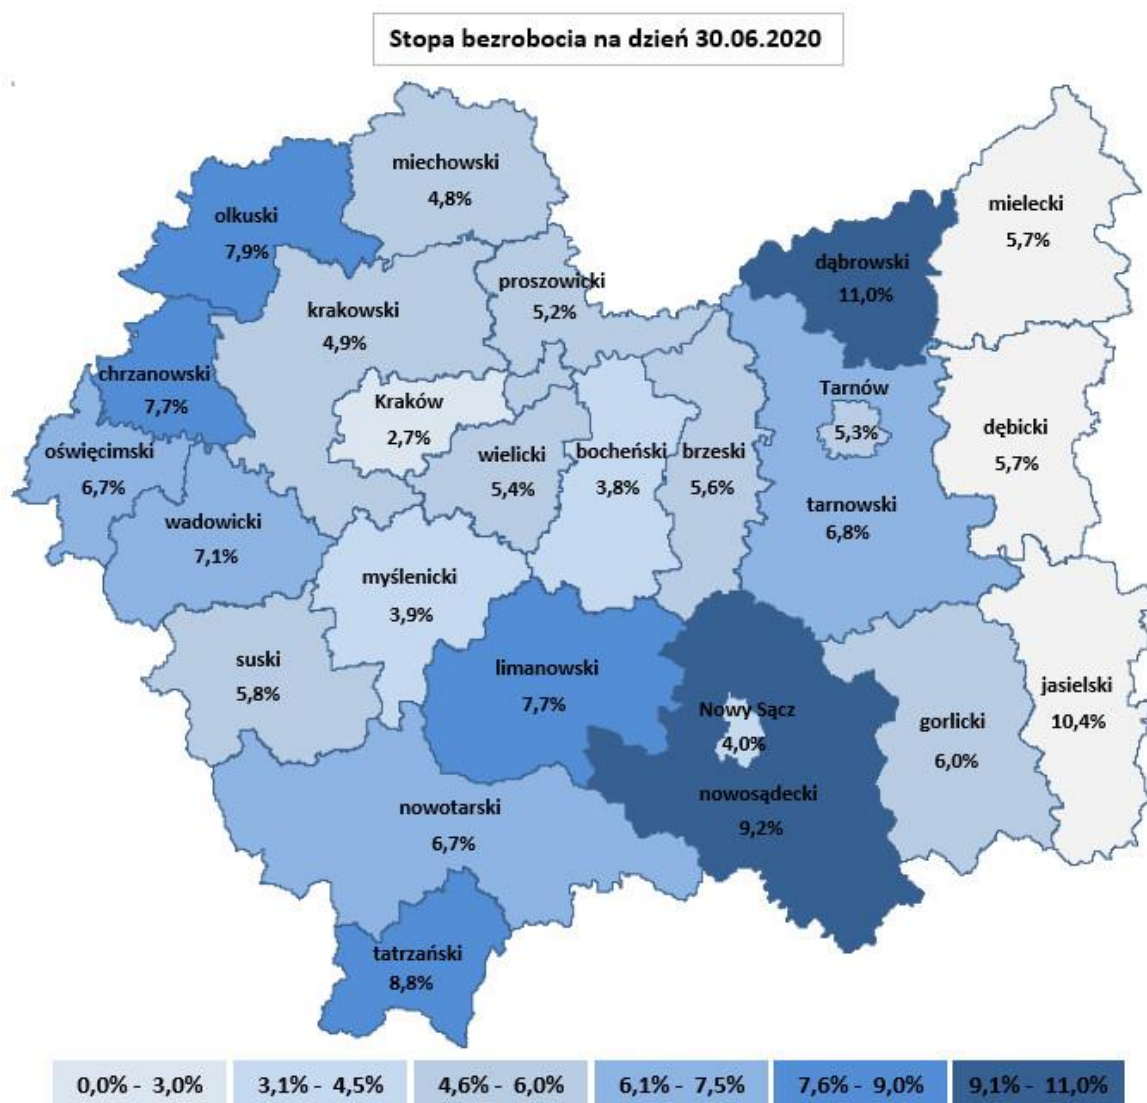 Stopa bezrobocia na dzień 30.06.2020
miechowski
4,8%
olkuski
7,9%
mielecki
5,7%
dąbrowski
11,0%
proszowicki
5,2%
krakowski
4,9%
chrzanowski
7,7%
Kraków
2,7%
Tarnów
5,3%
dębicki
5,7%
oświęcimski
6,7%
wielicki
5,4%
bocheński
3,8%
brzeski
5,6%
wadowicki
7,1%
tarnowski
6,8%
myślenicki
3,9%
suski
5,8%
limanowski
7,7%
Nowy Sącz
4,0%
gorlicki
6,0%
jasielski
10,4%
nowotarski
6,7%
nowosądecki
9,2%
tatrzański
8,8%
0,0% - 3,0% 3,1% - 4,5% 4,6% - 6,0% 6,1% - 7,5% 7,6% - 9,0% 9,1% - 11,0%